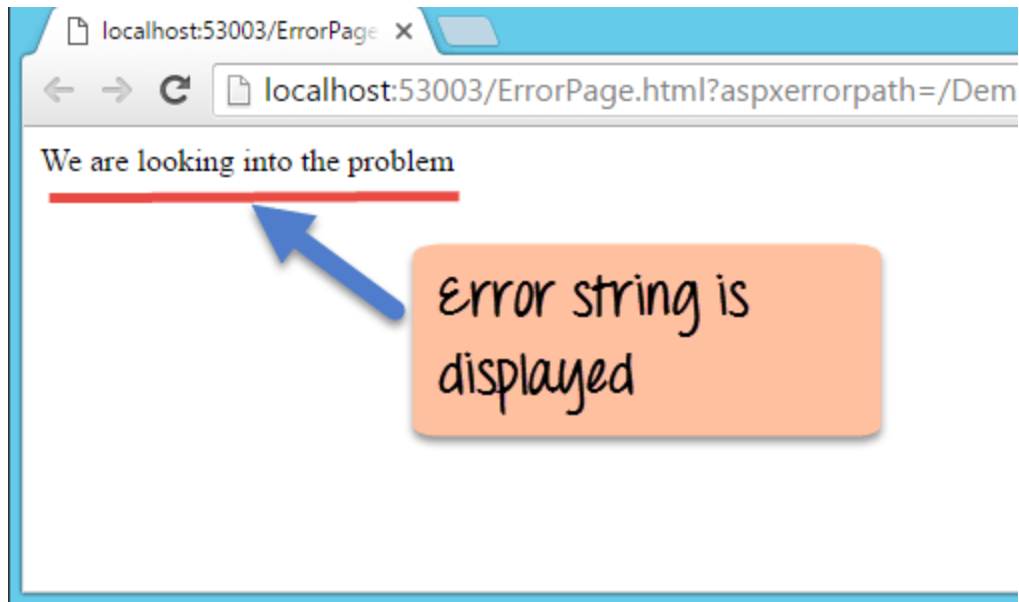 localhost:53003/ErrorPage
localhost:53003/ErrorPage.html?aspxerrorpath=/Dem
We are looking into the problem
Error string is
displayed